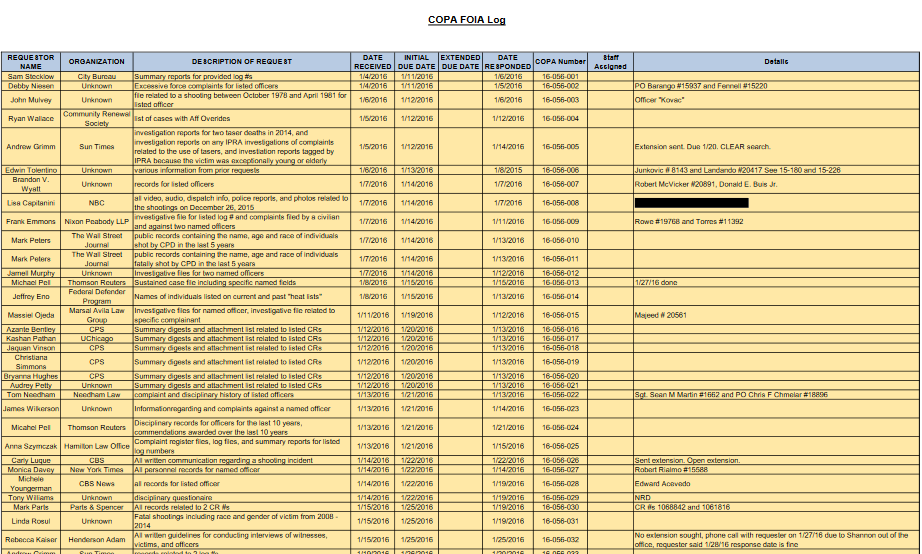 COPA FOIA Log
REQUESTOR NAME ORGANIZATION DESCRIPTION OF REQUEST DATE RECEIVED INITIAL DUE DATE EXTENDED DUE DATE DATE RESPONDED COPA Number Staff Assigned Details
Sam Stecklow City Bureau Summary reports for provided log #s 1/4/2016 1/11/2016 1/6/2016 16-056-001
Debby Niesen Unknown Excessive force complaints for listed officers 1/4/2016 1/11/2016 1/5/2016 16-056-002 PO Barango #15937 and Fennell #15220
John Mulvey Unknown file related to a shooting between October 1978 and April 1981 for listed officer 1/6/2016 1/12/2016 1/6/2016 16-056-003 Officer "Kovac"
Ryan Wallace Community Renewal Society list of cases with Aff Overides 1/5/2016 1/12/2016 1/12/2016 16-056-004
Andrew Grimm Sun Times investigation reports for two taser deaths in 2014, and investigation reports on any IPRA investigations of complaints related to the use of tasers, and investiation reports tagged by IPRA because the victim was exceptionally young or elderly 1/5/2016 1/12/2016 1/14/2016 16-056-005 Extension sent. Due 1/20. CLEAR search.
Edwin Tolentino Unknown various information from prior requests 1/6/2016 1/13/2016 1/8/2015 16-056-006 Junkovic # 8143 and Landando #20417 See 15-180 and 15-226
Brandon V. Wyatt Unknown records for listed officers 1/7/2016 1/14/2016 1/7/2016 16-056-007 Robert McVicker #20891, Donald E. Buis Jr.
Lisa Capitanini NBC all video, audio, dispatch info, police reports, and photos related to the shootings on December 26, 2015 1/7/2016 1/14/2016 1/7/2016 16-056-008
Frank Emmons Nixon Peabody LLP investigative file for listed log # and complaints filed by a civilian and against two named officers 1/7/2016 1/14/2016 1/11/2016 16-056-009 Rowe #19768 and Torres #11392
Mark Peters The Wall Street Journal public records containing the name, age and race of individuals shot by CPD in the last 5 years 1/7/2016 1/14/2016 1/13/2016 16-056-010
Mark Peters The Wall Street Journal public records containing the name, age and race of individuals fatally shot by CPD in the last 5 years 1/7/2016 1/14/2016 1/13/2016 16-056-011
Jamell Murphy Unknown Investigative files for two named officers 1/7/2016 1/14/2016 1/12/2016 16-056-012
Michael Pell Thomson Reuters Sustained case file including specific named fields 1/8/2016 1/15/2016 1/15/2016 16-056-013 1/27/16 done
Jeffrey Eno Federal Defender Program Names of individuals listed on current and past "heat lists" 1/8/2016 1/15/2016 1/13/2016 16-056-014
Massiel Ojeda Marsal Avila Law Group Investigative files for named officer, investigative file related to specific complainant 1/11/2016 1/19/2016 1/12/2016 16-056-015 Majeed # 20561
Azante Bentley CPS Summary digests and attachment list related to listed CRs 1/12/2016 1/20/2016 1/13/2016 16-056-016
Kashan Pathan UChicago Summary digests and attachment list related to listed CRs 1/12/2016 1/20/2016 1/13/2016 16-056-017
Jaquan Vinson CPS Summary digests and attachment list related to listed CRs 1/12/2016 1/20/2016 1/13/2016 16-056-018
Christiana Simmons CPS Summary digests and attachment list related to listed CRs 1/12/2016 1/20/2016 1/13/2016 16-056-019
Bryanna Hughes CPS Summary digests and attachment list related to listed CRs 1/12/2016 1/20/2016 1/13/2016 16-056-020
Audrey Petty Unknown Summary digests and attachment list related to listed CRs 1/12/2016 1/20/2016 1/13/2016 16-056-021
Tom Needham Needham Law complaint and disciplinary history of listed officers 1/13/2016 1/21/2016 1/13/2016 16-056-022 Sgt. Sean M Martin #1662 and PO Chris F Chmelar #18896
James Wilkerson Unknown Informationregarding and complaints against a named officer 1/13/2016 1/21/2016 1/14/2016 16-056-023
Micahel Pell Thomson Reuters Disciplinary records for officers for the last 10 years, commendations awarded over the last 10 years 1/13/2016 1/21/2016 1/21/2016 16-056-024
Anna Szymczak Hamilton Law Office Complaint register files, log files, and summary reports for listed log numbers 1/13/2016 1/21/2016 1/15/2016 16-056-025
Carly Luque CBS All written communication regarding a shooting incident 1/14/2016 1/22/2016 1/22/2016 16-056-026 Sent extension. Open extension.
Monica Davey New York Times All personnel records for named officer 1/14/2016 1/22/2016 1/14/2016 16-056-027 Robert Rialmo #15588
Michele Youngerman CBS News all records for listed officer 1/14/2016 1/22/2016 1/19/2016 16-056-028 Edward Acevedo
Tony Williams Unknown disciplinary questionaire 1/14/2016 1/22/2016 1/19/2016 16-056-029 NRD
Mark Parts Parts & Spencer All records related to 2 CR #s 1/15/2016 1/25/2016 1/19/2016 16-056-030 CR #s 1068842 and 1061816
Linda Rosul Unknown Fatal shootings including race and gender of victim from 2008 - 2014 1/15/2016 1/25/2016 1/19/2016 16-056-031
Rebecca Kaiser Henderson Adam All written guidelines for conducting interviews of witnesses, victims, and officers 1/15/2016 1/25/2016 1/25/2016 16-056-032 No extension sought, phone call with requester on 1/27/16 due to Shannon out of the office, requester said 1/28/16 response date is fine